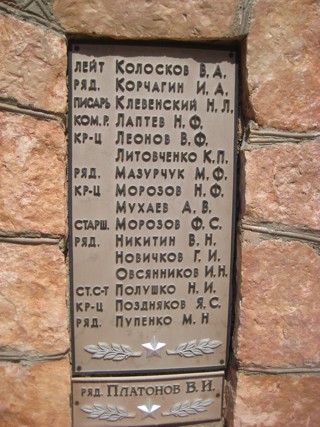 ЛЕЙТ КОЛОСКОВ В.А.
РЯД. КОРЧАГИН И.А.
ПИСАРЬ КЛЕВЕНСКИЙ Н.Л.
КОМ.Р. ЛАПТЕВ Н.Ф.
КР-Ц ЛЕОНОВ В.Ф.
ЛИТОВЧЕНКО К.П.
РЯД. МАЗУРЧУК М.Ф.
КР-Ц МОРОЗОВ Н.Ф.
МУХАЕВ А.В.
СТАРШ. МОРОЗОВ Ф.С.
РЯД. НИКИТИН В.Н.
НОВИЧКОВ Г.И.
ОВСЯННИКОВ И.Н.
СТ.С-Т ПОЛУШКО Н.И.
КР-Ц ПОЗДНЯКОВ Я.С.
РЯД. ПУПЕНКО М.Н
РЯД. ПЛАТОНОВ В.И.